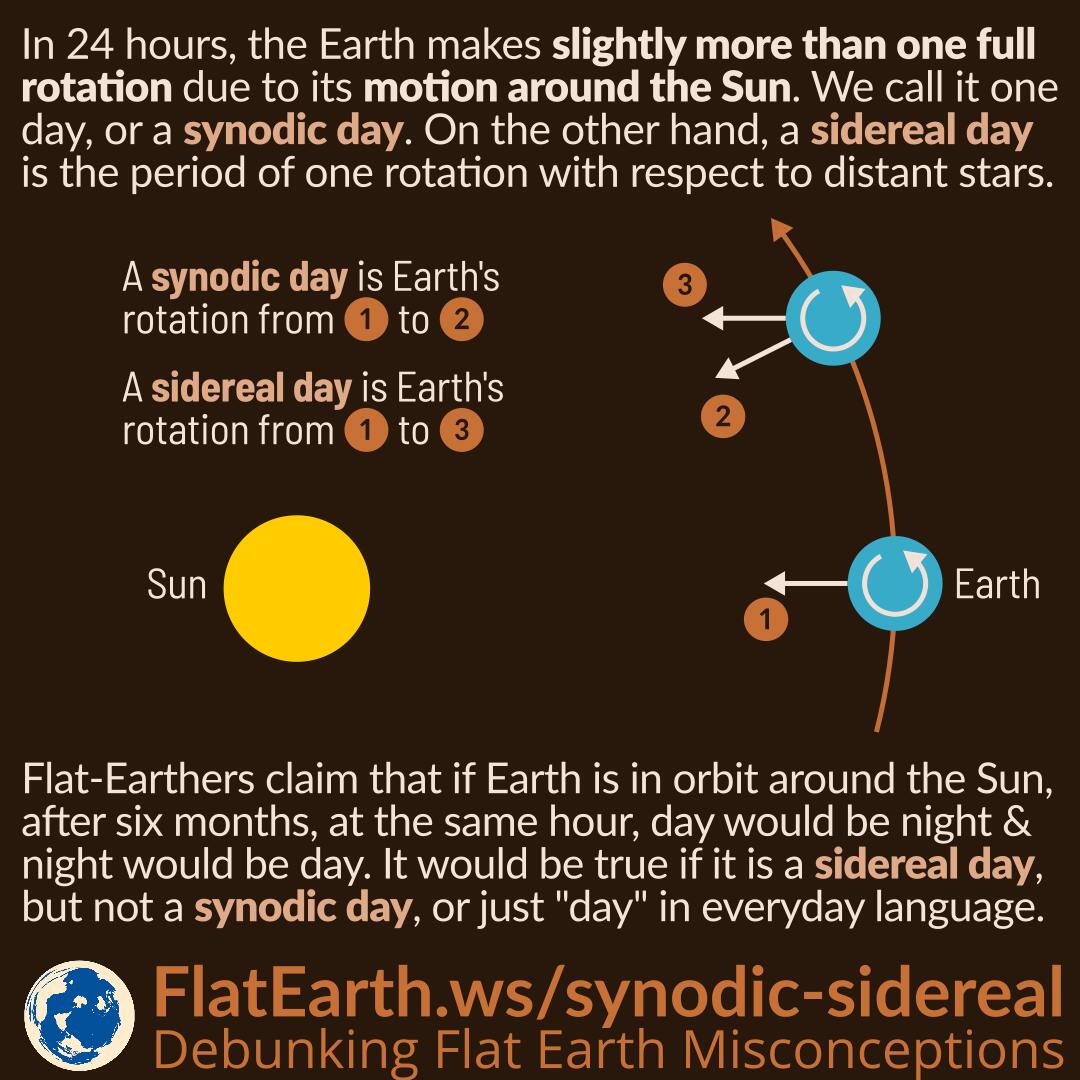 In 24 hours, the Earth makes slightly more than one full
rotation due to its motion around the Sun. We call it one
day, or a synodic day. On the other hand, a sidereal day
is the period of one rotation with respect to distant stars.
A synodic day is Earth's
rotation from 1 to 2
A sidereal day is Earth's
rotation from 1 to 3
3
2
Sun
1
Earth
Flat-Earthers claim that if Earth is in orbit around the Sun,
after six months, at the same hour, day would be night &
night would be day. It would be true if it is a sidereal day,
but not a synodic day, or just "day" in everyday language.
FlatEarth.ws/synodic-sidereal
Debunking Flat Earth Misconceptions